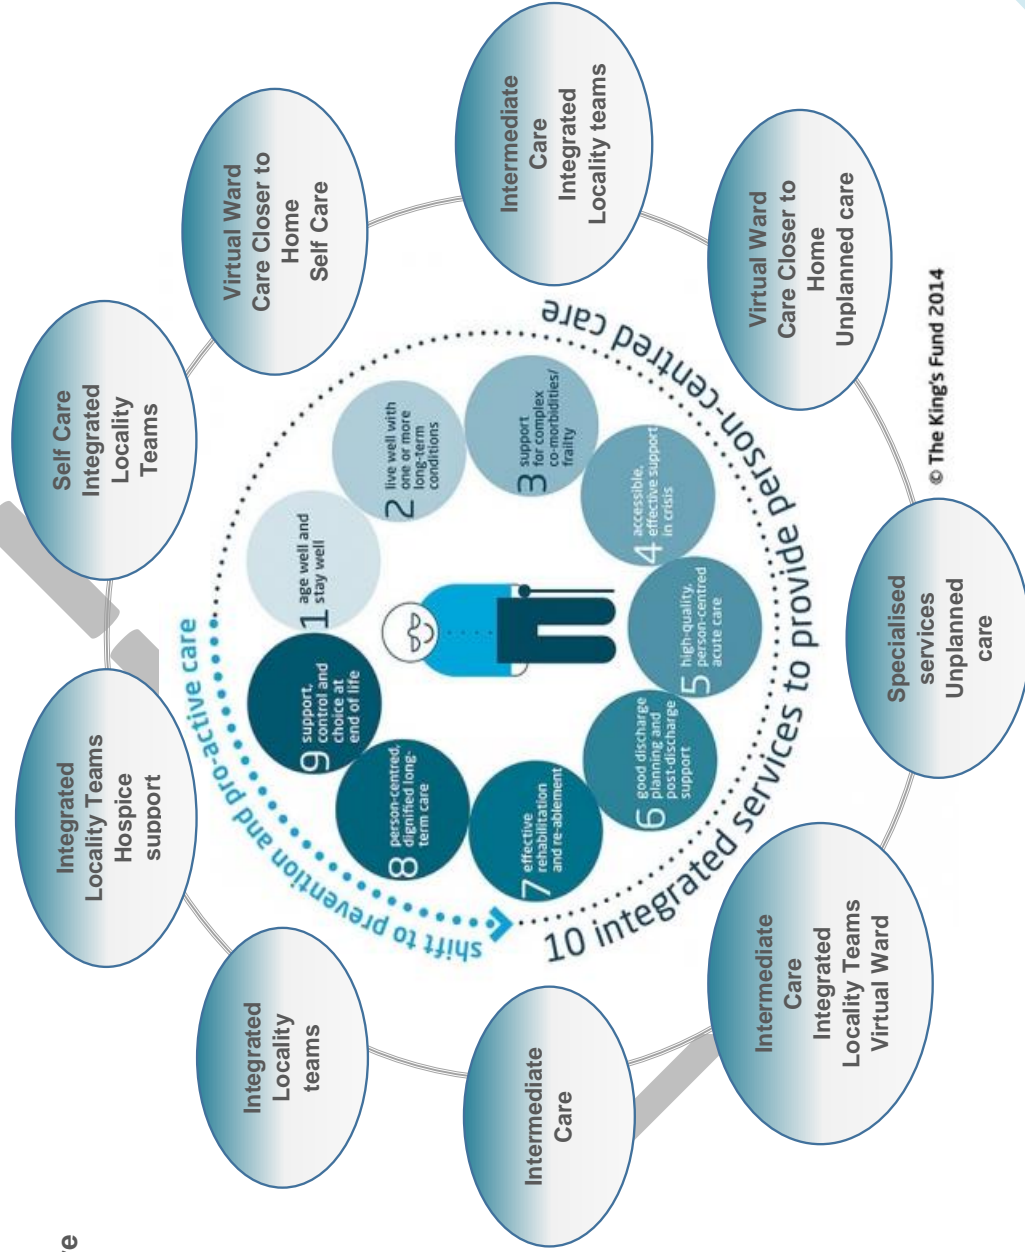 Self Care
Integrated
Locality
Teams
Virtual Ward
Care Closer to
Home
Self Care
Intermediate
Care
Integrated
Locality teams
Virtual Ward
Care Closer to
Home
Unplanned care
Specialised
services
Unplanned
care
Intermediate
Care
Integrated
Locality Teams
Virtual Ward
Intermediate
Care
Integrated
Locality
teams
Integrated
Locality Teams
Hospice
support
shift to prevention and pro-active care
1 age well and
stay well
2 live well with
one or more
long-term
conditions
3 support
for complex
co-morbidities/
frailty
4 accessible,
effective support
in crisis
5 high-quality,
person-centred
acute care
6 good discharge
planning and
post-discharge
support
7 effective
rehabilitation
and re-ablement
8 person-centred,
dignified long-
term care
9 support,
control and
choice at
end of life
10 integrated services to provide person-centred care
© The King's Fund 2014